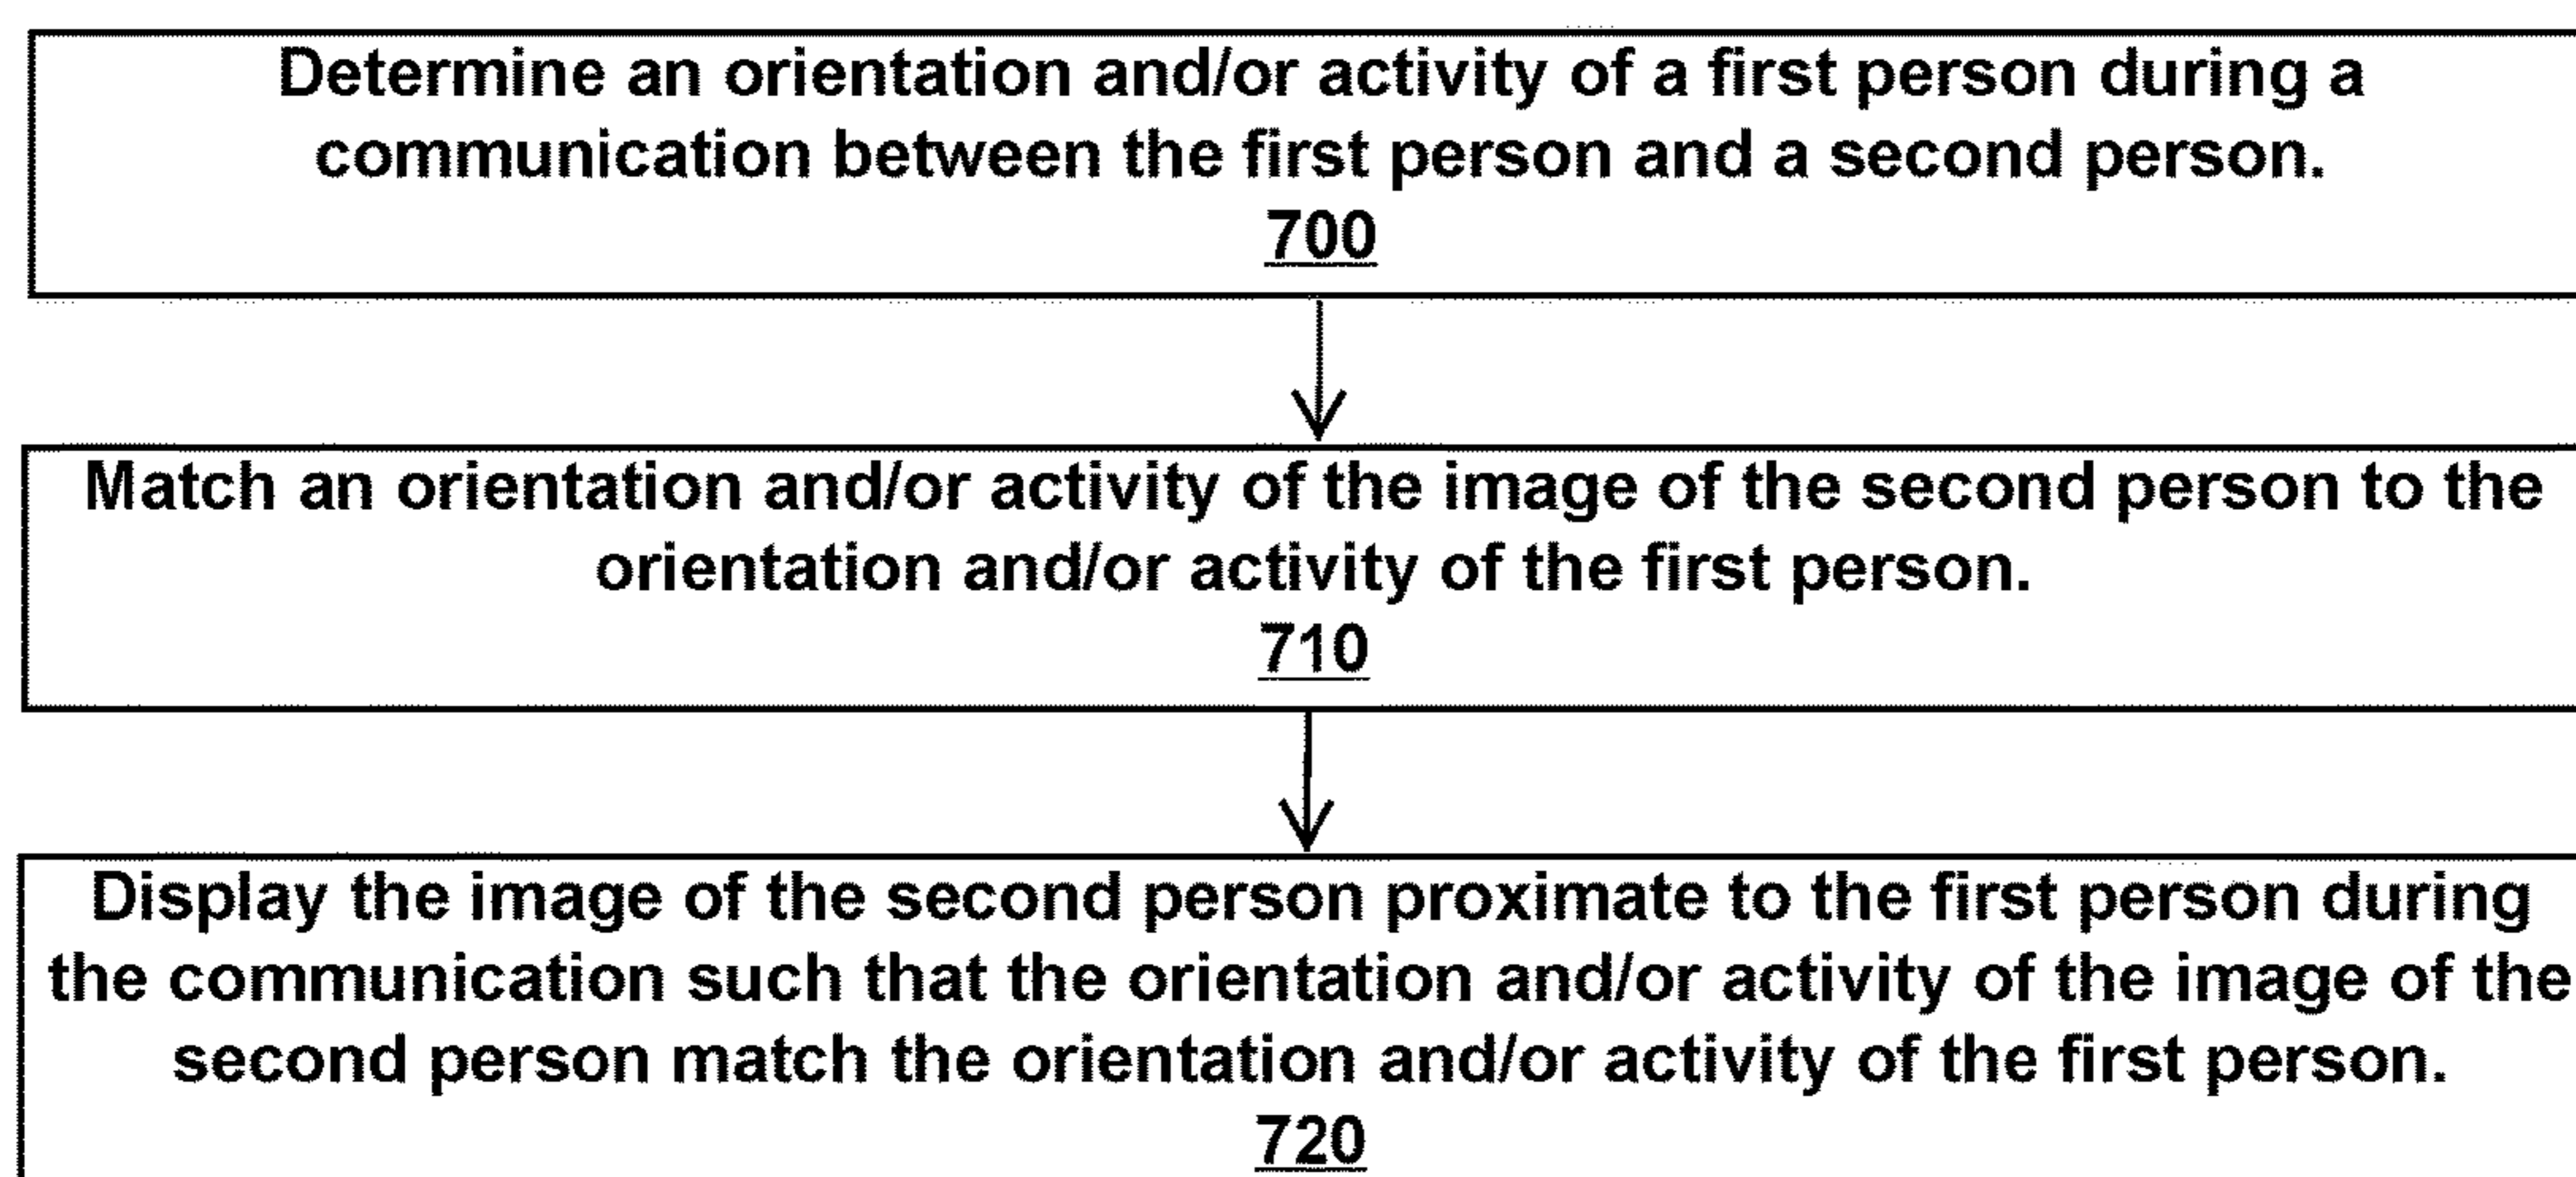 Determine an orientation and/or activity of a first person during a
communication between the first person and a second person.
700
Match an orientation and/or activity of the image of the second person to the
orientation and/or activity of the first person.
710
Display the image of the second person proximate to the first person during
the communication such that the orientation and/or activity of the image of the
second person match the orientation and/or activity of the first person.
720